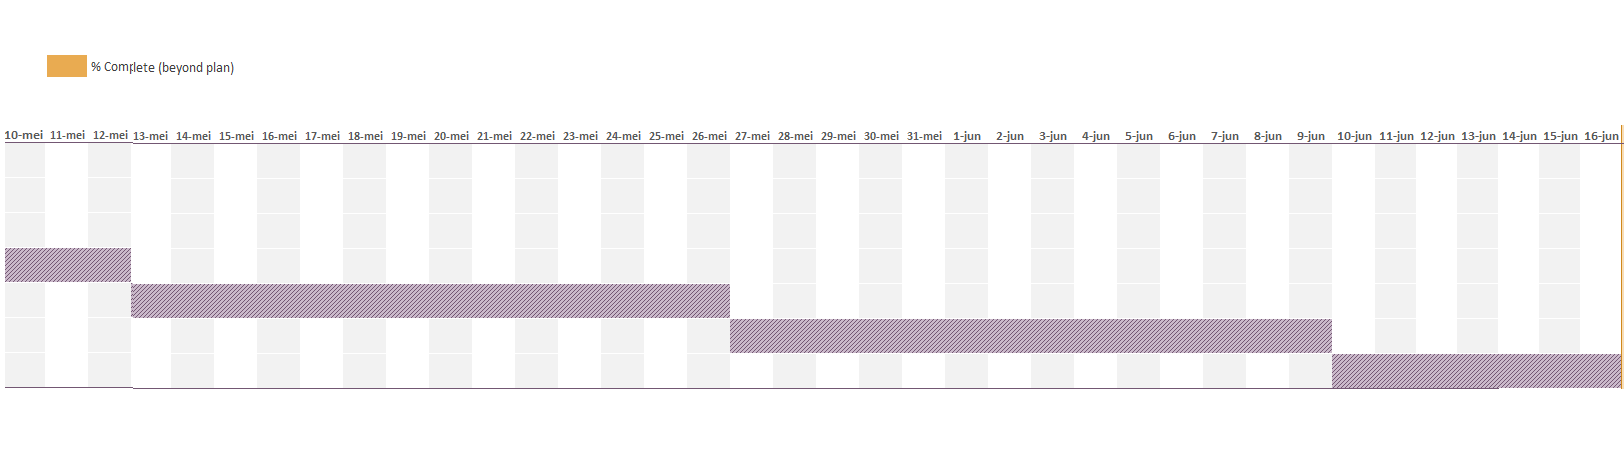 % Complete (beyond plan)
10-mei 11-mei 12-mei 13-mei 14-mei 15-mei 16-mei 17-mei 18-mei 19-mei 20-mei 21-mei 22-mei 23-mei 24-mei 25-mei 26-mei 27-mei 28-mei 29-mei 30-mei 31-mei 1-jun 2-jun 3-jun 4-jun 5-jun 6-jun 7-jun 8-jun 9-jun 10-jun 11-jun 12-jun 13-jun 14-jun 15-jun 16-jun